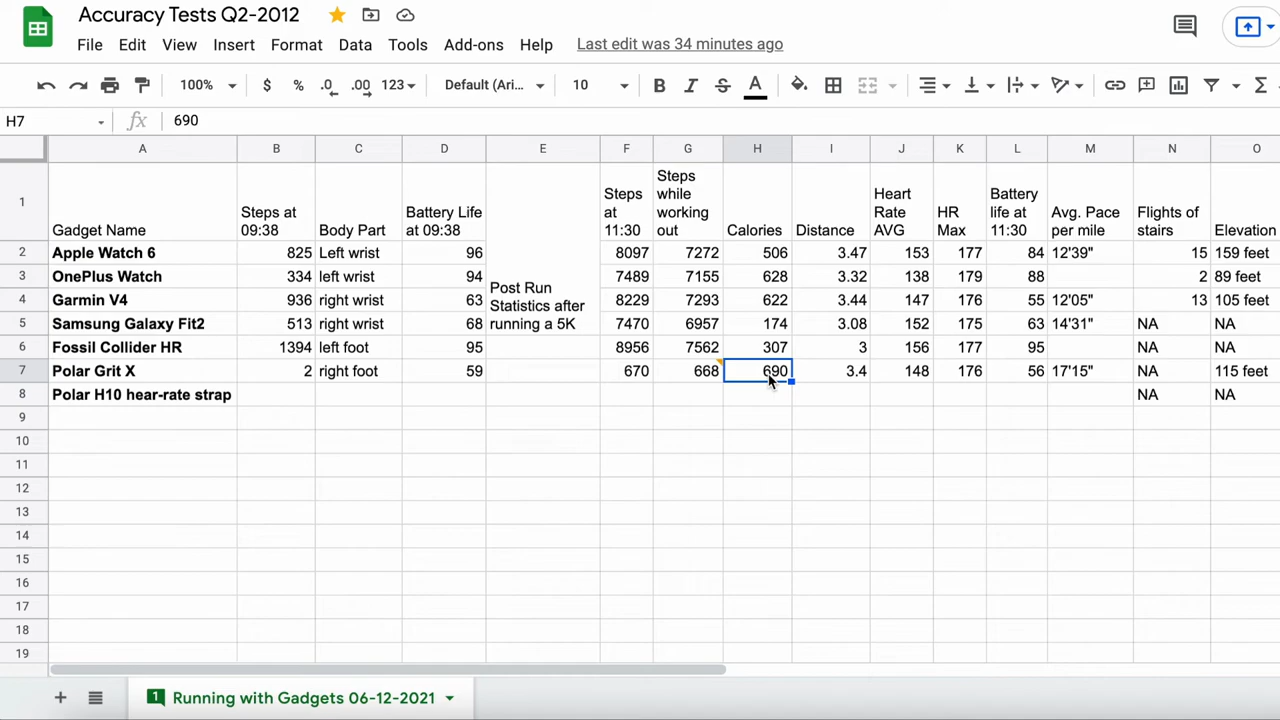 Accuracy Tests Q2-2012
File Edit View Insert Format Data Tools Add-ons Help Last edit was 34 minutes ago
100% $ % .0 .00 123 Default (Ari... 10 B I S A
H7 fx 690
A B C D E F G H I J K L M N O
1 Gadget Name Steps at 09:38 Body Part Battery Life at 09:38 Steps at 11:30 Steps while working out Calories Distance Heart Rate AVG HR Max Battery life at 11:30 Avg. Pace per mile Flights of stairs Elevation
2 Apple Watch 6 825 Left wrist 96 8097 7272 506 3.47 153 177 84 12'39" 15 159 feet
3 OnePlus Watch 334 left wrist 94 7489 7155 628 3.32 138 179 88 2 89 feet
Post Run Statistics after running a 5K
4 Garmin V4 936 right wrist 63 8229 7293 622 3.44 147 176 55 12'05" 13 105 feet
5 Samsung Galaxy Fit2 513 right wrist 68 7470 6957 174 3.08 152 175 63 14'31" NA NA
6 Fossil Collider HR 1394 left foot 95 8956 7562 307 3 156 177 95 NA NA
7 Polar Grit X 2 right foot 59 670 668 690 3.4 148 176 56 17'15" NA 115 feet
8 Polar H10 hear-rate strap NA NA
9
10
11
12
13
14
15
16
17
18
19
1 Running with Gadgets 06-12-2021